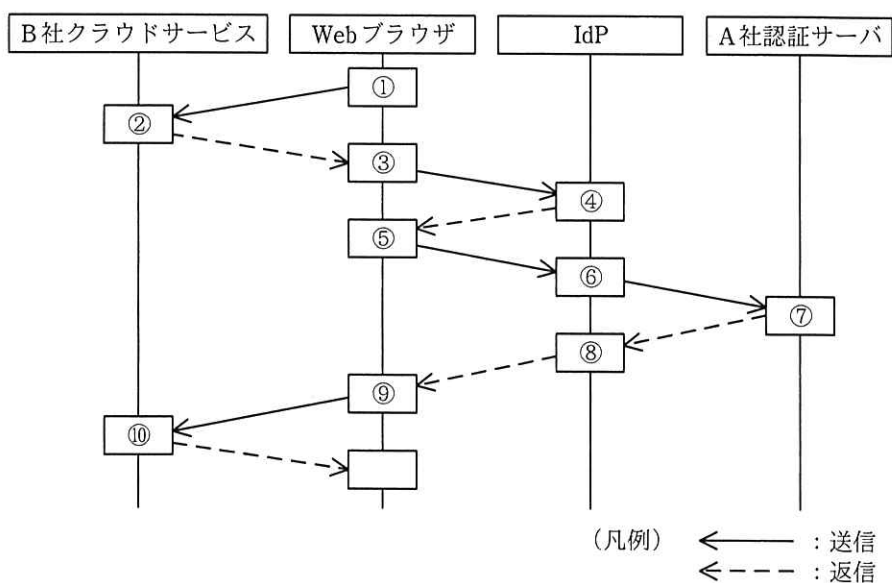 B社クラウドサービス
Webブラウザ
IdP
A社認証サーバ
①
②
③
④
⑤
⑥
⑦
⑧
⑨
⑩
(凡例)
：送信
：返信